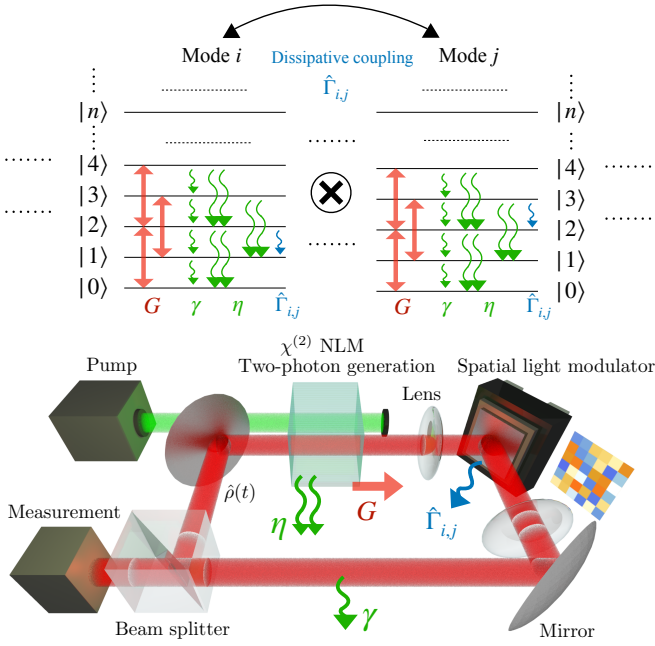 Mode i Dissipative coupling Mode j
Γ̂i,j
|n⟩ |n⟩
|4⟩ |4⟩
|3⟩ |3⟩
|2⟩ |2⟩
|1⟩ |1⟩
|0⟩ |0⟩
G γ η Γ̂i,j G γ η Γ̂i,j
χ(2) NLM
Pump Two-photon generation Spatial light modulator
Lens
ρ̂(t)
Measurement η G Γ̂i,j
γ
Beam splitter Mirror